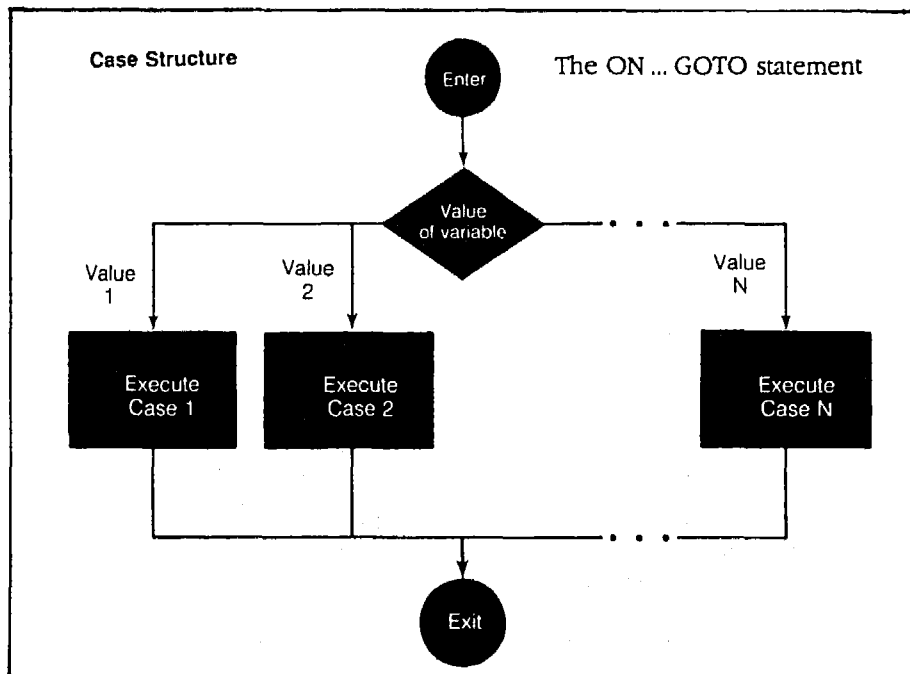 Case Structure
The ON ... GOTO statement
Enter
Value
of variable
Value
1
Value
2
Value
N
Execute
Case 1
Execute
Case 2
Execute
Case N
Exit